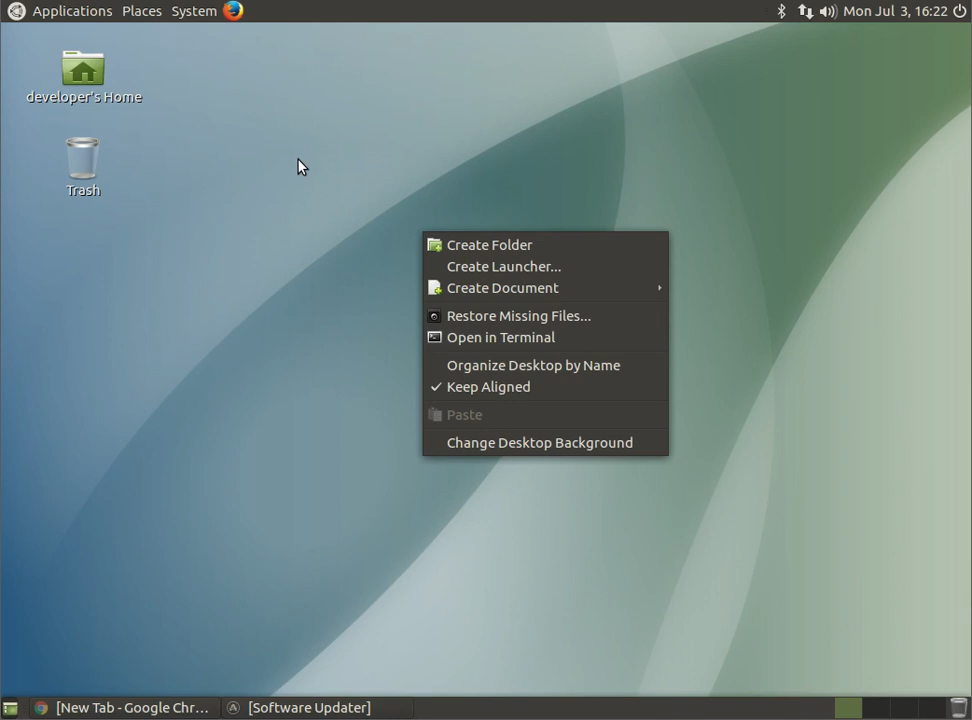 Applications Places System Mon Jul 3, 16:22
developer's Home
Trash
Create Folder
Create Launcher...
Create Document
Restore Missing Files...
Open in Terminal
Organize Desktop by Name
Keep Aligned
Paste
Change Desktop Background
[New Tab - Google Chr... [Software Updater]